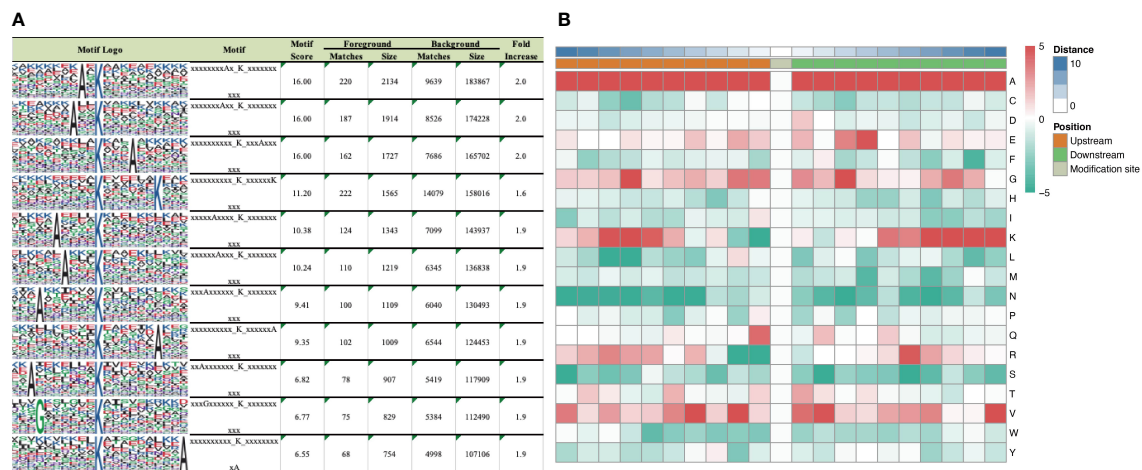 A
Motif Logo Motif Motif Score Foreground Background Fold Increase
Matches Size Matches Size
xxxxxxxxAx_K_xxxxxxx
xxx
16.00 220 2134 9639 183867 2.0
xxxxxxxAxx_K_xxxxxxx
xxx
16.00 187 1914 8526 174228 2.0
xxxxxxxxxx_K_xxxAxxx
xxx
16.00 162 1727 7686 165702 2.0
xxxxxxxxxx_K_xxxxxxK
xxx
11.20 222 1565 14079 158016 1.6
xxxxxAxxxx_K_xxxxxxx
xxx
10.38 124 1343 7099 143937 1.9
xxxxxxAxxx_K_xxxxxxx
xxx
10.24 110 1219 6345 136838 1.9
xxxAxxxxxx_K_xxxxxxx
xxx
9.41 100 1109 6040 130493 1.9
xxxxxxxxxx_K_xxxxxxA
xxx
9.35 102 1009 6544 124453 1.9
xxAxxxxxxx_K_xxxxxxx
xxx
6.82 78 907 5419 117909 1.9
xxxGxxxxxx_K_xxxxxxx
xxx
6.77 75 829 5384 112490 1.9
xxxxxxxxxx_K_xxxxxxxx
xA
6.55 68 754 4998 107106 1.9
B
A
C
D
E
F
G
H
I
K
L
M
N
P
Q
R
S
T
V
W
Y
5
0
−5
Distance
10
0
Position
Upstream
Downstream
Modification site